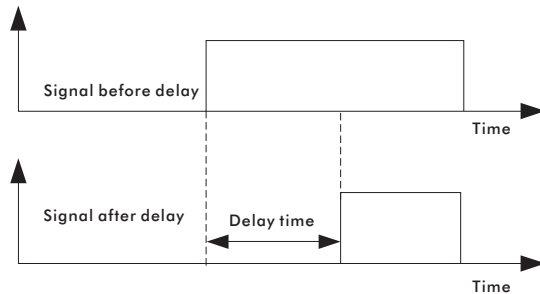 Signal before delay
Time
Signal after delay
Delay time
Time